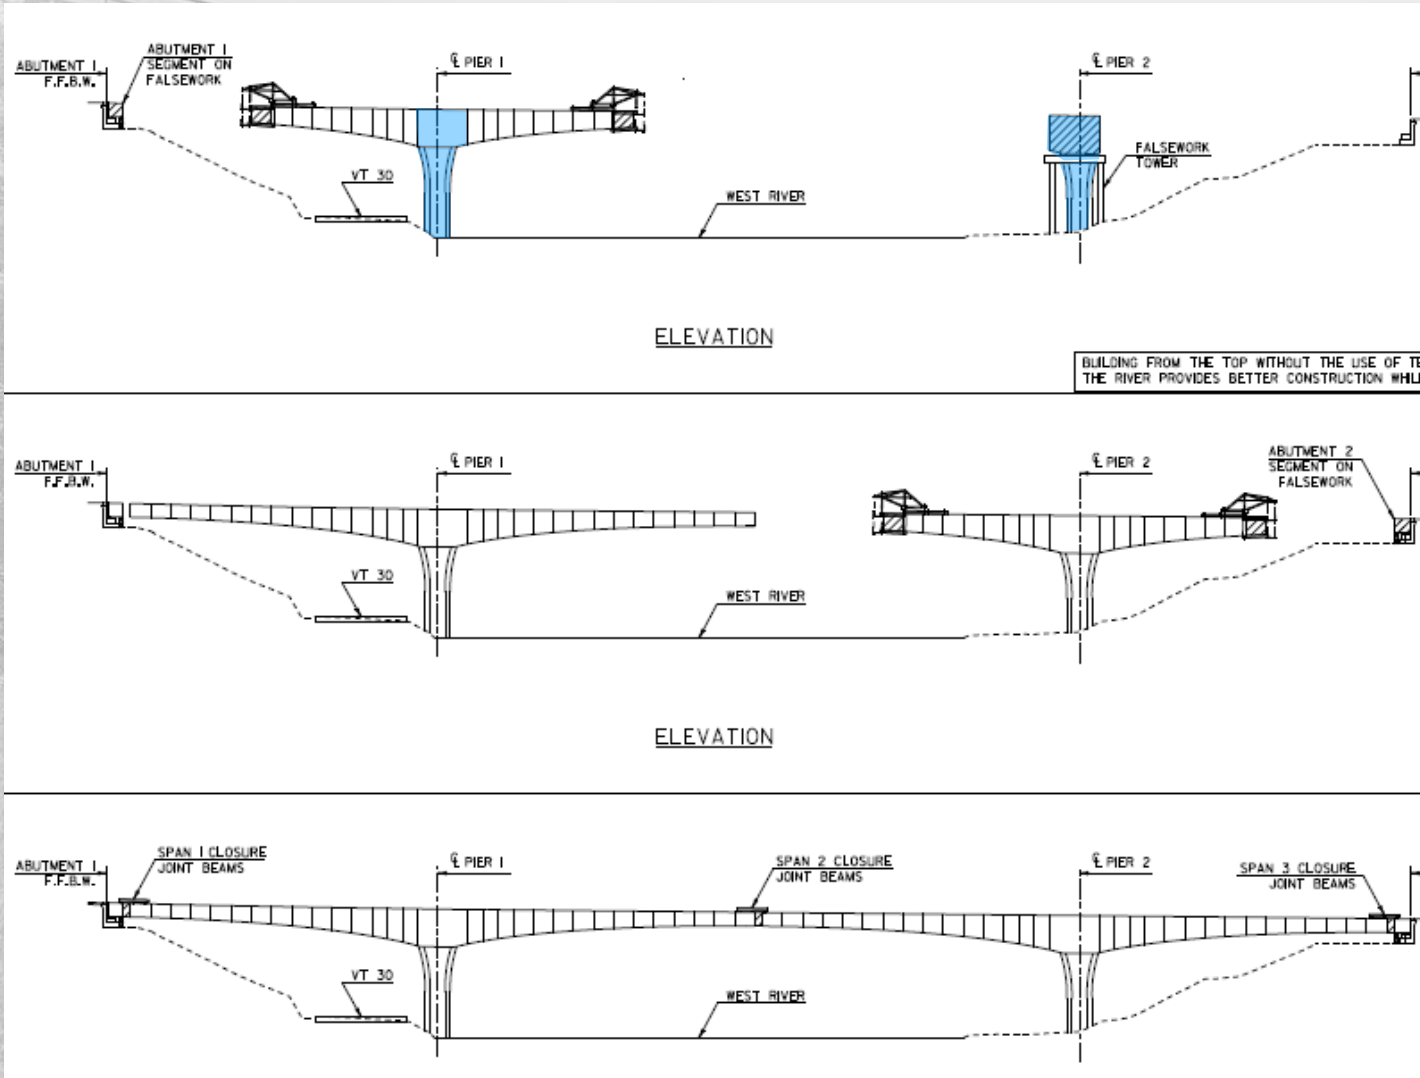 ABUTMENT 1
F.F.B.W.
ABUTMENT 1
SEGMENT ON
FALSEWORK
℄ PIER 1
℄ PIER 2
VT 30
WEST RIVER
FALSEWORK
TOWER
ELEVATION
BUILDING FROM THE TOP WITHOUT THE USE OF
THE RIVER PROVIDES BETTER CONSTRUCTION
ABUTMENT 1
F.F.B.W.
℄ PIER 1
℄ PIER 2
ABUTMENT 2
SEGMENT ON
FALSEWORK
VT 30
WEST RIVER
ELEVATION
ABUTMENT 1
F.F.B.W.
SPAN 1 CLOSURE
JOINT BEAMS
℄ PIER 1
SPAN 2 CLOSURE
JOINT BEAMS
℄ PIER 2
SPAN 3 CLOSURE
JOINT BEAMS
VT 30
WEST RIVER